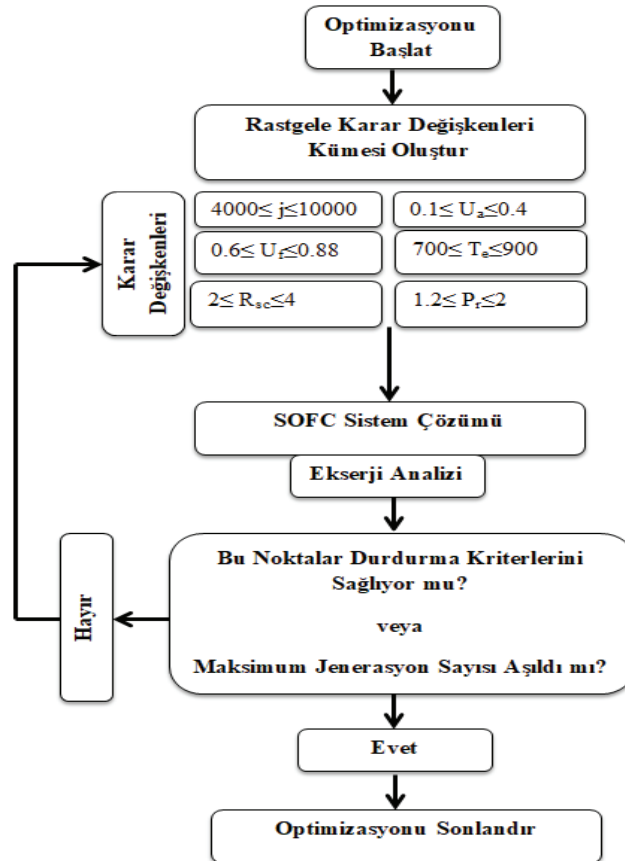 Optimizasyonu
Başlat
Rastgele Karar Değişkenleri
Kümesi Oluştur
Karar
Değişkenleri
4000≤ j≤10000
0.1≤ Uₐ≤0.4
0.6≤ U_f≤0.88
700≤ Tₑ≤900
2≤ R_sc≤4
1.2≤ Pᵣ≤2
SOFC Sistem Çözümü
Ekserji Analizi
Bu Noktalar Durdurma Kriterlerini
Sağlıyor mu?
veya
Maksimum Jenerasyon Sayısı Aşıldı mı?
Hayır
Evet
Optimizasyonu Sonlandır